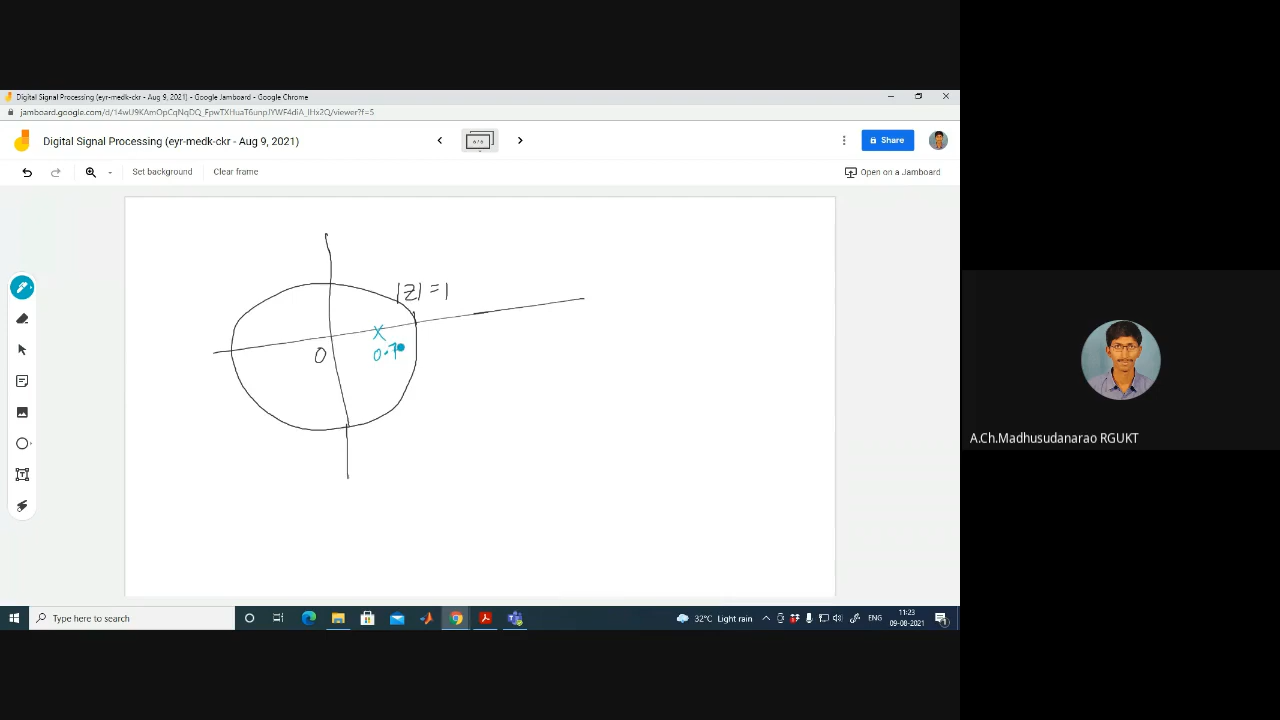 Digital Signal Processing (eyr-medk-ckr - Aug 9, 2021) - Google Jamboard - Google Chrome
Digital Signal Processing (eyr-medk-ckr - Aug 9, 2021)
6 / 6
Share
Set background
Clear frame
Open on a Jamboard
|Z| = 1
0
0.7
A.Ch.Madhusudanarao RGUKT
Type here to search
32°C Light rain
ENG
11:23
09-08-2021